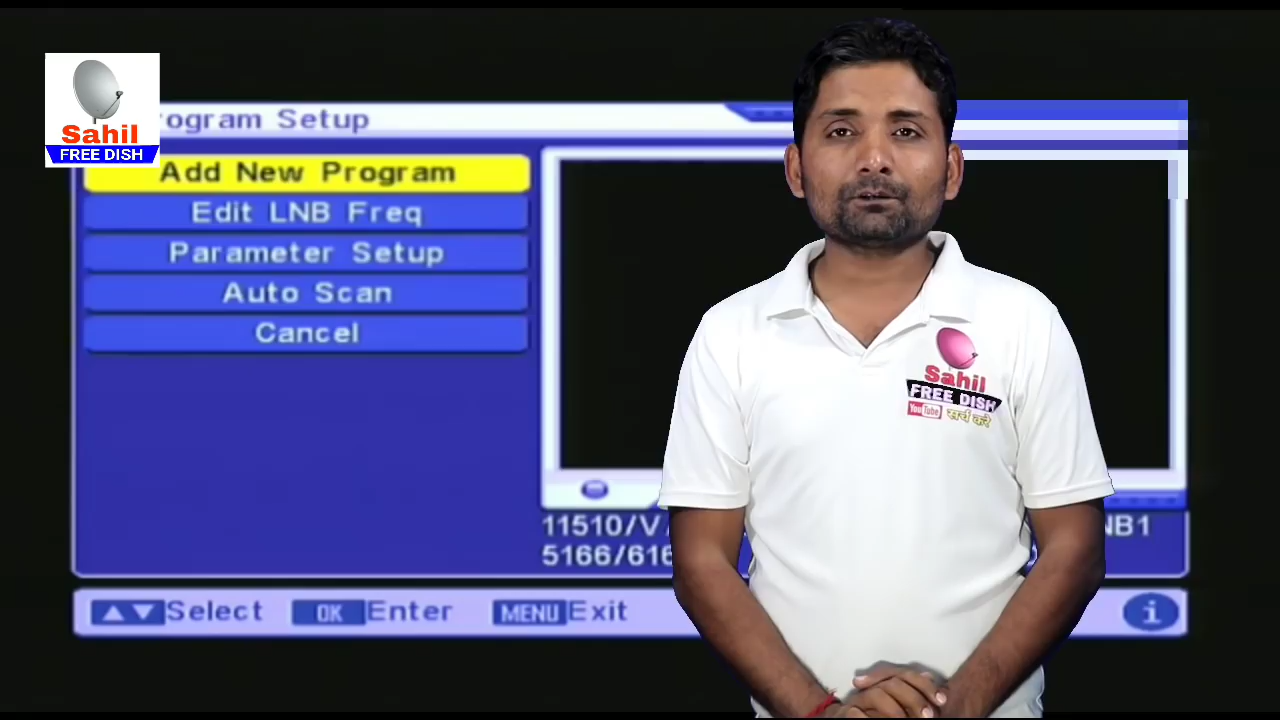 Sahil
FREE DISH
rogram Setup
Add New Program
Edit LNB Freq
Parameter Setup
Auto Scan
Cancel
Sahil
FREE DISH
YouTube सर्च करे
11510/V
NB1
5166/616
Select OK Enter MENU Exit
i